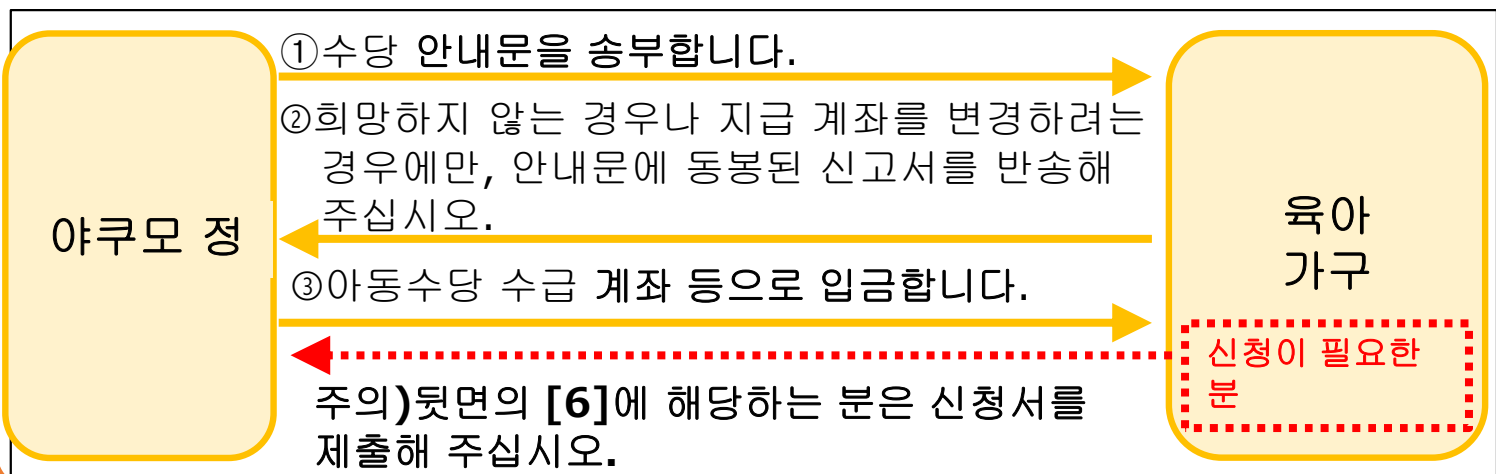 야쿠모 정
①수당 안내문을 송부합니다.
②희망하지 않는 경우나 지급 계좌를 변경하려는
경우에만, 안내문에 동봉된 신고서를 반송해
주십시오.
③아동수당 수급 계좌 등으로 입금합니다.
주의)뒷면의 [6]에 해당하는 분은 신청서를
제출해 주십시오.
육아
가구
신청이 필요한
분